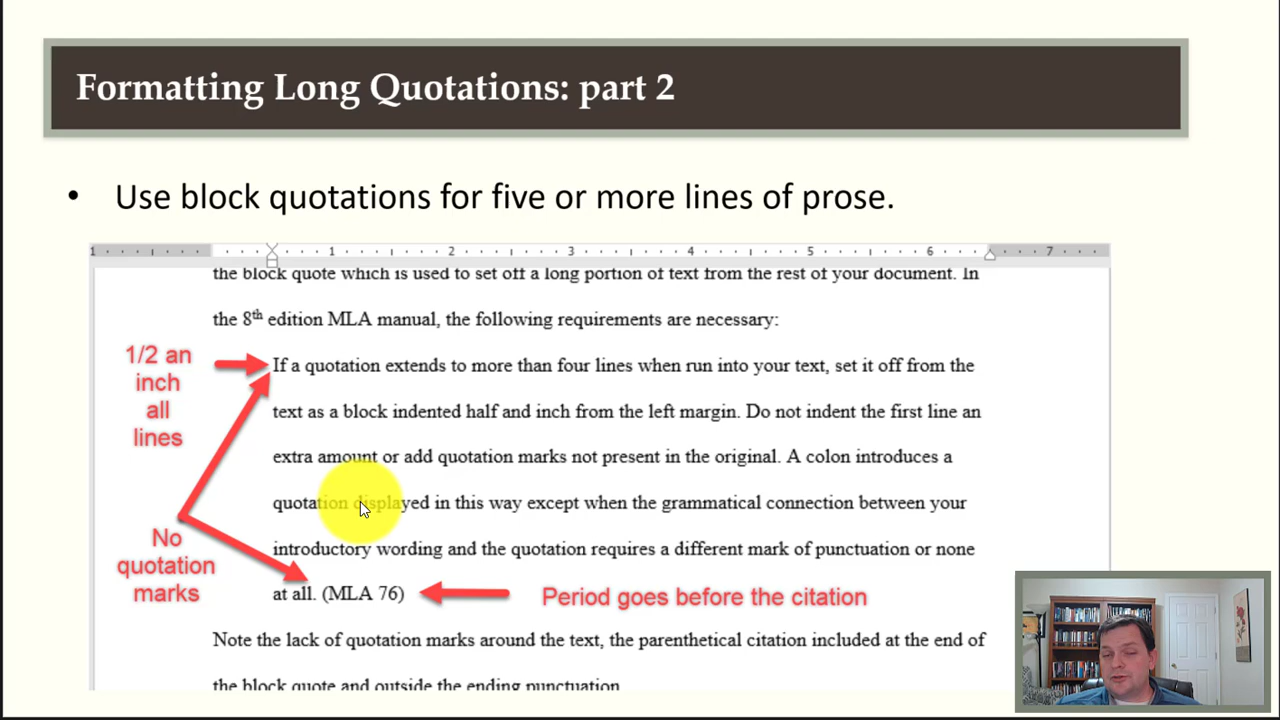 Formatting Long Quotations: part 2
• Use block quotations for five or more lines of prose.
1 1 2 3 4 5 6 7
the block quote which is used to set off a long portion of text from the rest of your document. In
the 8th edition MLA manual, the following requirements are necessary:
1/2 an
inch
all
lines
If a quotation extends to more than four lines when run into your text, set it off from the
text as a block indented half and inch from the left margin. Do not indent the first line an
extra amount or add quotation marks not present in the original. A colon introduces a
quotation displayed in this way except when the grammatical connection between your
introductory wording and the quotation requires a different mark of punctuation or none
at all. (MLA 76)
No
quotation
marks
Period goes before the citation
Note the lack of quotation marks around the text, the parenthetical citation included at the end of
the block quote and outside the ending punctuation.